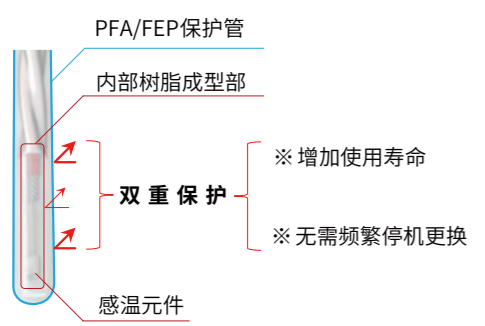 PFA/FEP保护管
内部树脂成型部
※增加使用寿命
双重保护
※无需频繁停机更换
感温元件